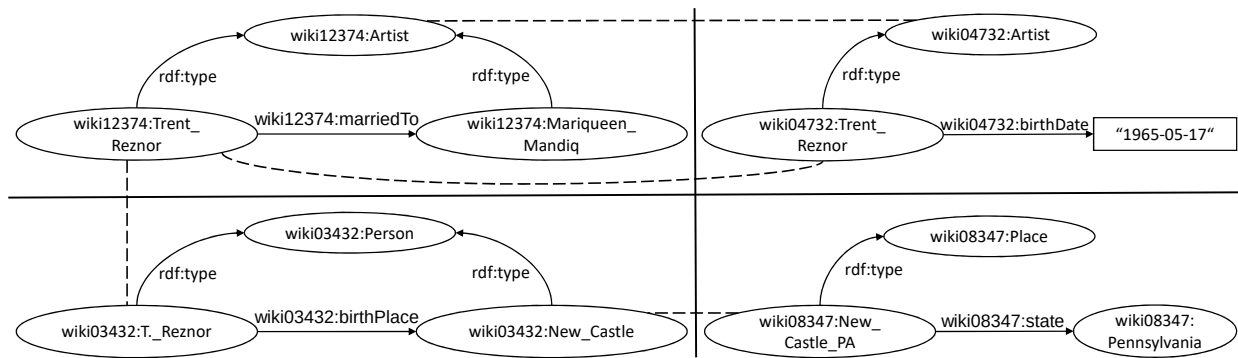 wiki12374:Artist
rdf:type
rdf:type
wiki12374:Trent_
Reznor
wiki12374:marriedTo
wiki12374:Mariqueen_
Mandiq
wiki04732:Artist
rdf:type
wiki04732:Trent_
Reznor
wiki04732:birthDate
“1965-05-17“
wiki03432:Person
rdf:type
rdf:type
wiki03432:T._Reznor
wiki03432:birthPlace
wiki03432:New_Castle
wiki08347:Place
rdf:type
wiki08347:New_
Castle_PA
wiki08347:state
wiki08347:
Pennsylvania